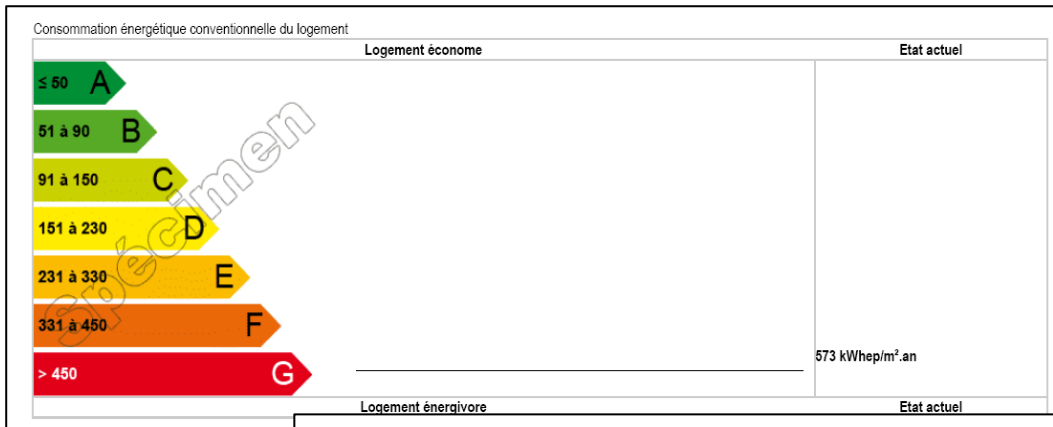 Consommation énergétique conventionnelle du logement
Logement économe Etat actuel
≤ 50 A
51 à 90 B
91 à 150 C
151 à 230 D
231 à 330 E
331 à 450 F
573 kWhep/m².an
> 450 G
Logement énergivore Etat actuel
Spécimen